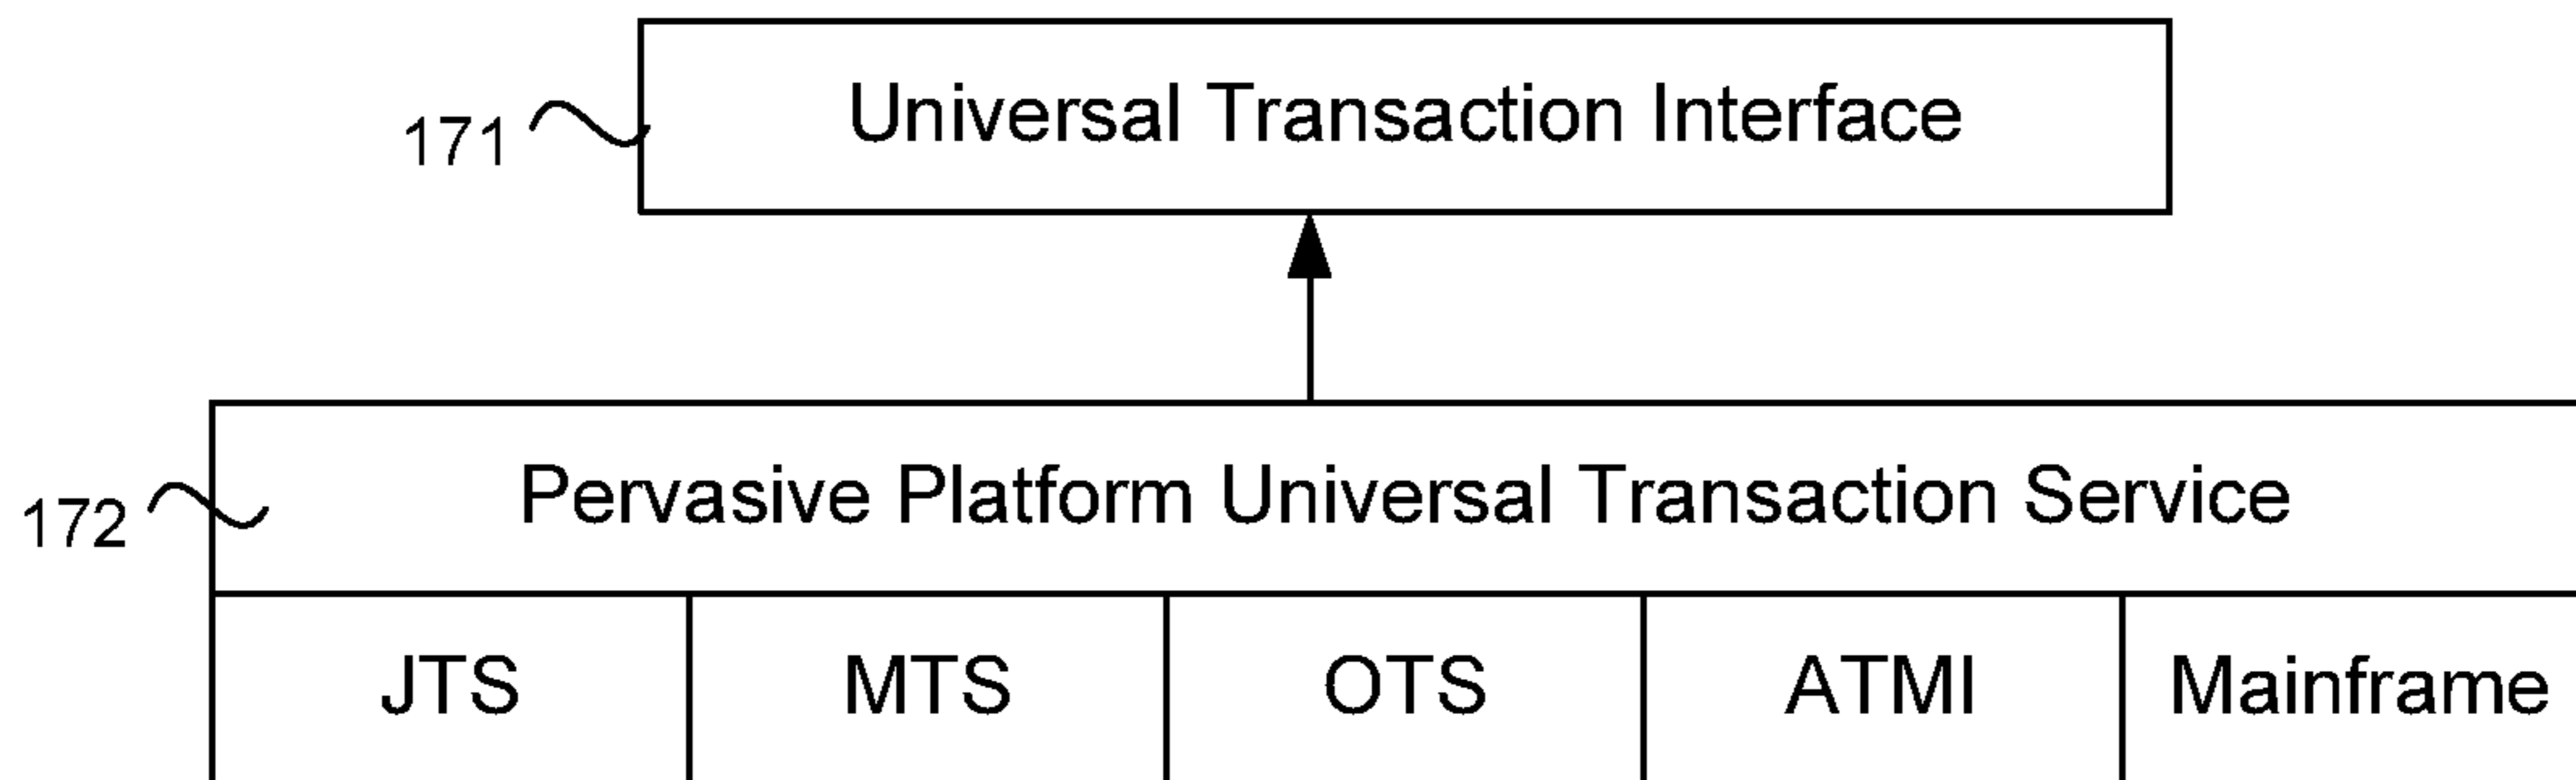 171 Universal Transaction Interface
172 Pervasive Platform Universal Transaction Service
JTS MTS OTS ATMI Mainframe